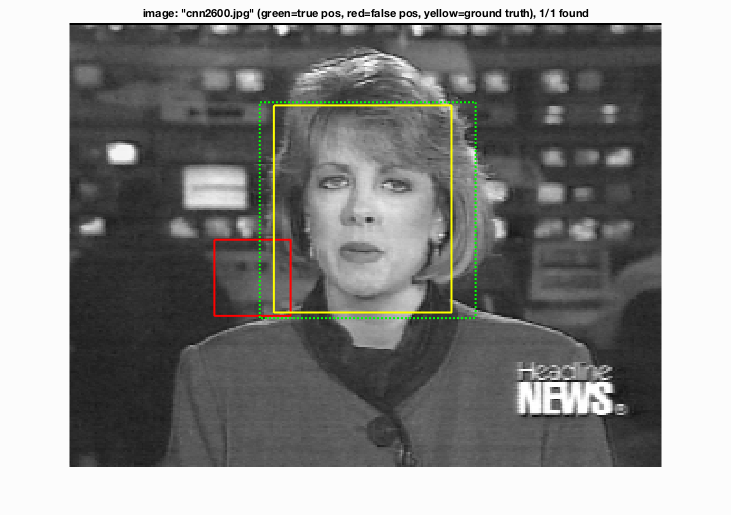 image: "cnn2600.jpg" (green=true pos, red=false pos, yellow=ground truth), 1/1 found
Headline
NEWS®